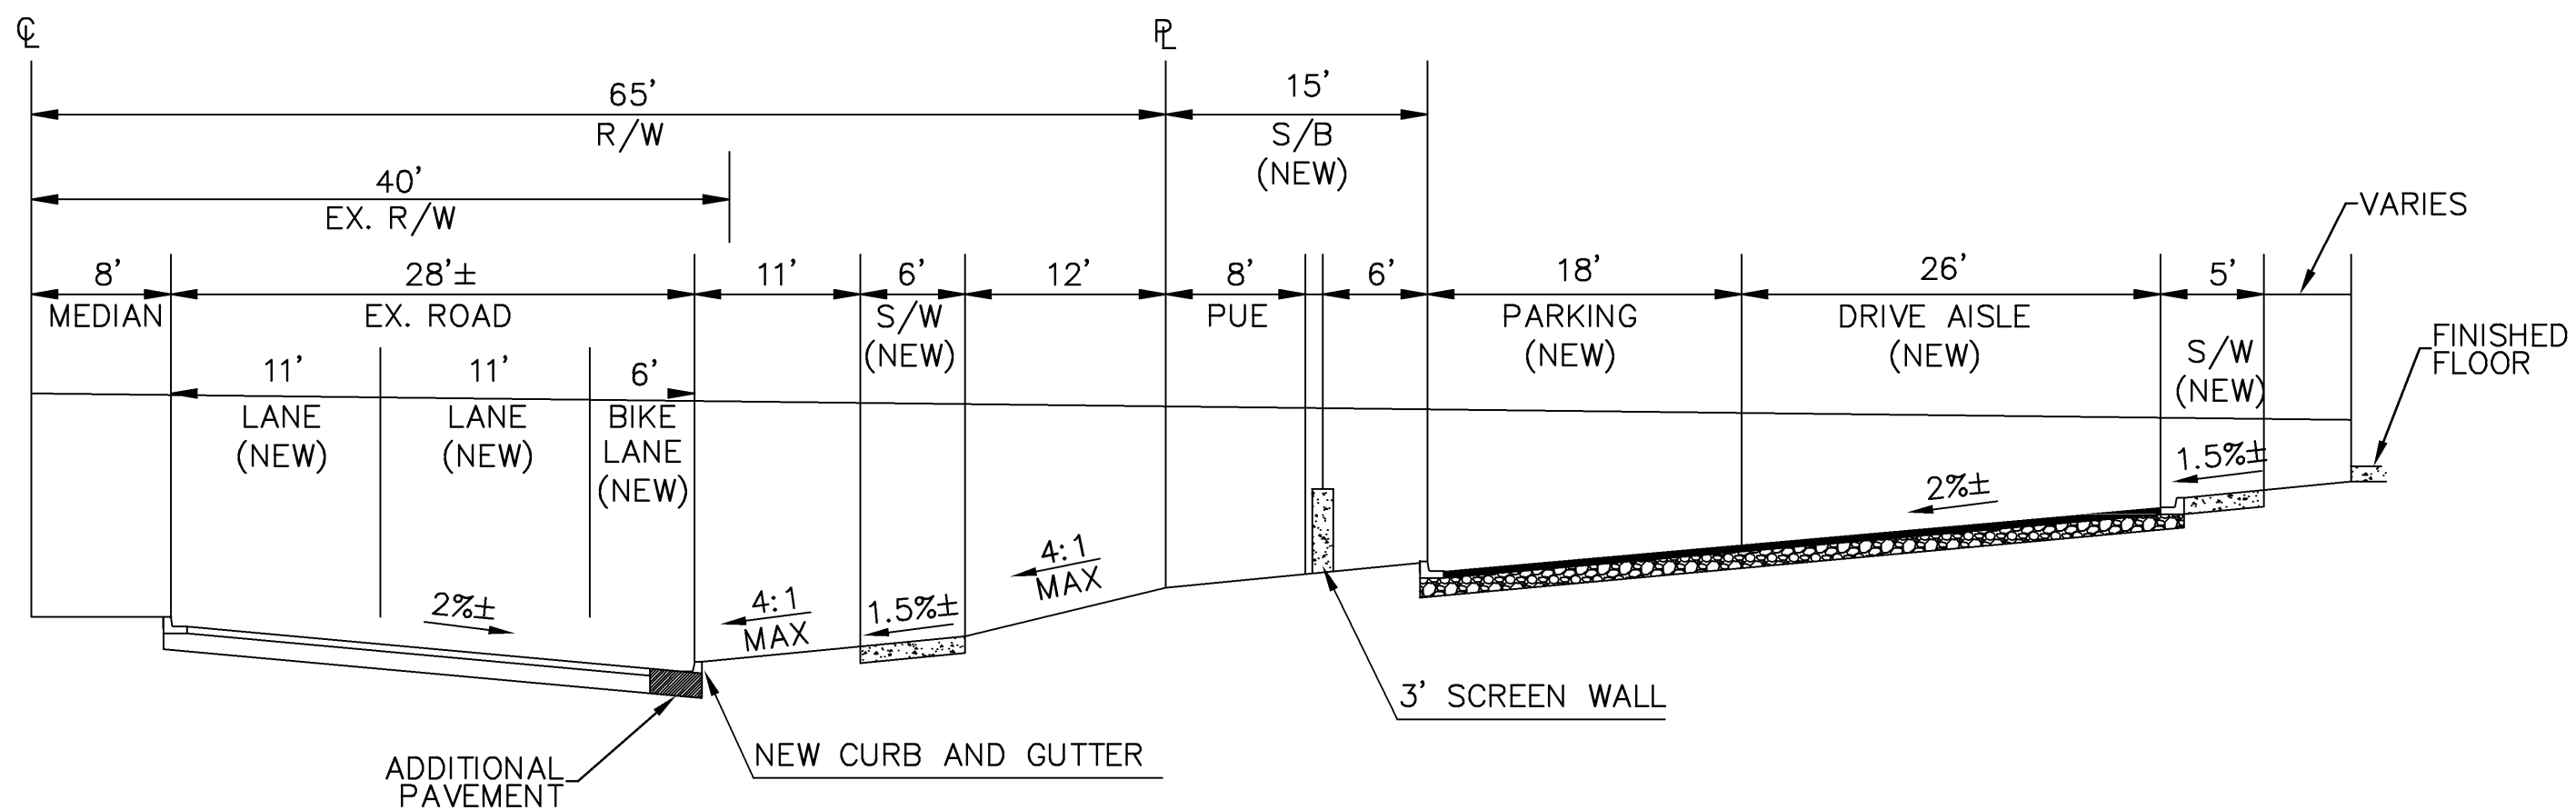 ℄
PL
65'
R/W
15'
S/B
(NEW)
40'
EX. R/W
VARIES
8'
MEDIAN
28'±
EX. ROAD
11'
6'
S/W
(NEW)
12'
8'
PUE
6'
18'
PARKING
(NEW)
26'
DRIVE AISLE
(NEW)
5'
S/W
(NEW)
FINISHED
FLOOR
11'
LANE
(NEW)
11'
LANE
(NEW)
6'
BIKE
LANE
(NEW)
2%±
4:1
MAX
1.5%±
4:1
MAX
2%±
1.5%±
3' SCREEN WALL
NEW CURB AND GUTTER
ADDITIONAL
PAVEMENT